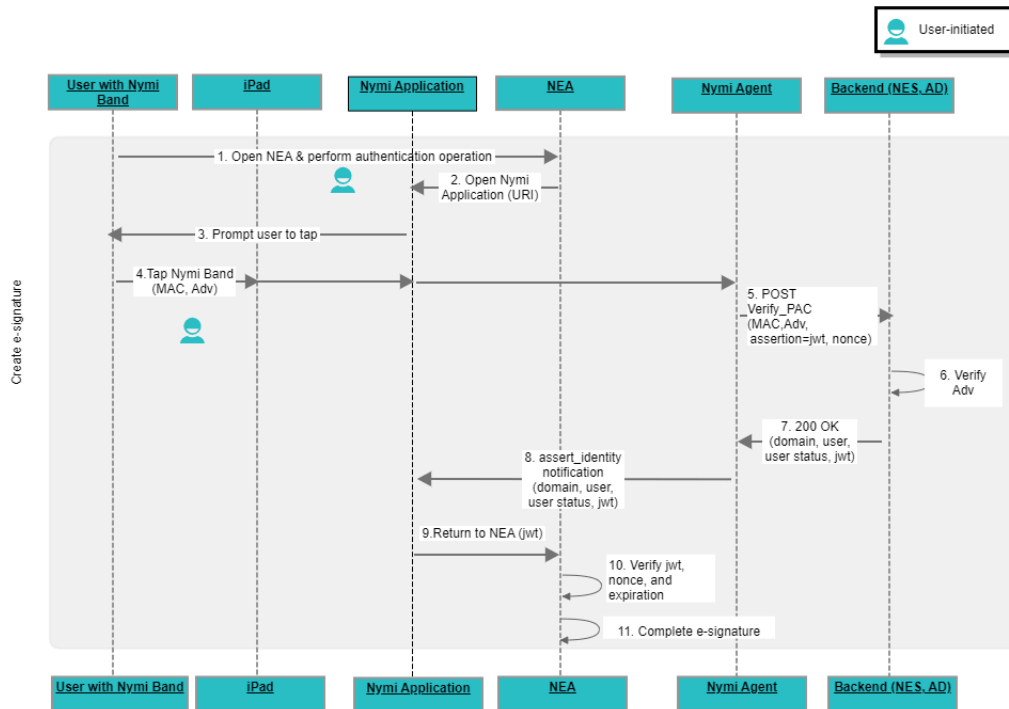 User-initiated
User with Nymi
Band
iPad
Nymi Application
NEA
Nymi Agent
Backend (NES, AD)
1. Open NEA & perform authentication operation
2. Open Nymi
Application (URI)
3. Prompt user to tap
4.Tap Nymi Band
(MAC, Adv)
5. POST
Verify_PAC
(MAC,Adv,
assertion=jwt, nonce)
Create e-signature
6. Verify
Adv
7. 200 OK
(domain, user,
user status, jwt)
8. assert_identity
notification
(domain, user,
user status, jwt)
9.Return to NEA (jwt)
10. Verify jwt,
nonce, and
expiration
11. Complete e-signature
User with Nymi Band
iPad
Nymi Application
NEA
Nymi Agent
Backend (NES, AD)